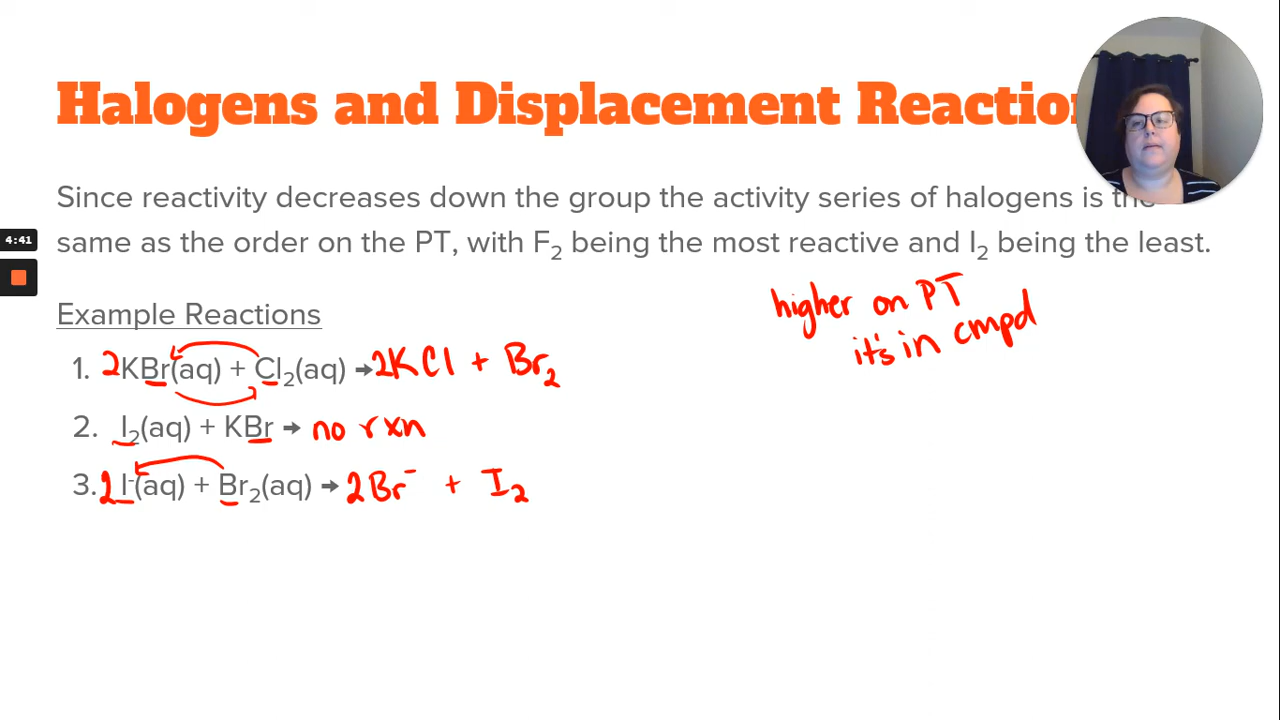 Halogens and Displacement Reaction
Since reactivity decreases down the group the activity series of halogens is the
4:41
same as the order on the PT, with F₂ being the most reactive and I₂ being the least.
higher on PT
it's in cmpd
Example Reactions
1. 2KBr(aq) + Cl₂(aq) → 2KCl + Br₂
2. I₂(aq) + KBr → no rxn
3. 2I⁻(aq) + Br₂(aq) → 2Br⁻ + I₂